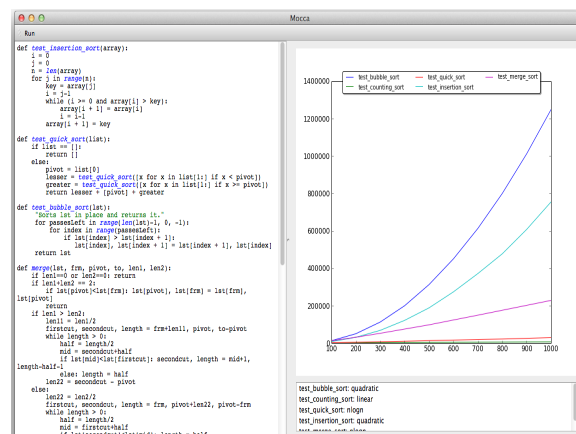 Mocca
Run
def test_insertion_sort(array):
i = 0
j = 0
n = len(array)
for j in range(n):
key = array[j]
i = j-1
while (i >= 0 and array[i] > key):
array[i + 1] = array[i]
i = i-1
array[i + 1] = key
def test_quick_sort(list):
if list == []:
return []
else:
pivot = list[0]
lesser = test_quick_sort([x for x in list[1:] if x < pivot])
greater = test_quick_sort([x for x in list[1:] if x >= pivot])
return lesser + [pivot] + greater
def test_bubble_sort(lst):
"Sorts lst in place and returns it."
for passesLeft in range(len(lst)-1, 0, -1):
for index in range(passesLeft):
if lst[index] > lst[index + 1]:
lst[index], lst[index + 1] = lst[index + 1], lst[index]
return lst
def merge(lst, frm, pivot, to, len1, len2):
if len1==0 or len2==0: return
if len1+len2 == 2:
if lst[pivot]<lst[frm]: lst[pivot], lst[frm] = lst[frm],
lst[pivot]
return
if len1 > len2:
len11 = len1/2
firstcut, secondcut, length = frm+len11, pivot, to-pivot
while length > 0:
half = length/2
mid = secondcut+half
if lst[mid]<lst[firstcut]: secondcut, length = mid+1,
length-half-1
else: length = half
len22 = secondcut - pivot
else:
len22 = len2/2
firstcut, secondcut, length = frm, pivot+len22, pivot-frm
while length > 0:
half = length/2
mid = firstcut+half
test_bubble_sort test_quick_sort test_merge_sort
test_counting_sort test_insertion_sort
1400000
1200000
1000000
800000
600000
400000
200000
0
100 200 300 400 500 600 700 800 900 1000
test_bubble_sort: quadratic
test_counting_sort: linear
test_quick_sort: nlogn
test_insertion_sort: quadratic
test_merge_sort: nlogn